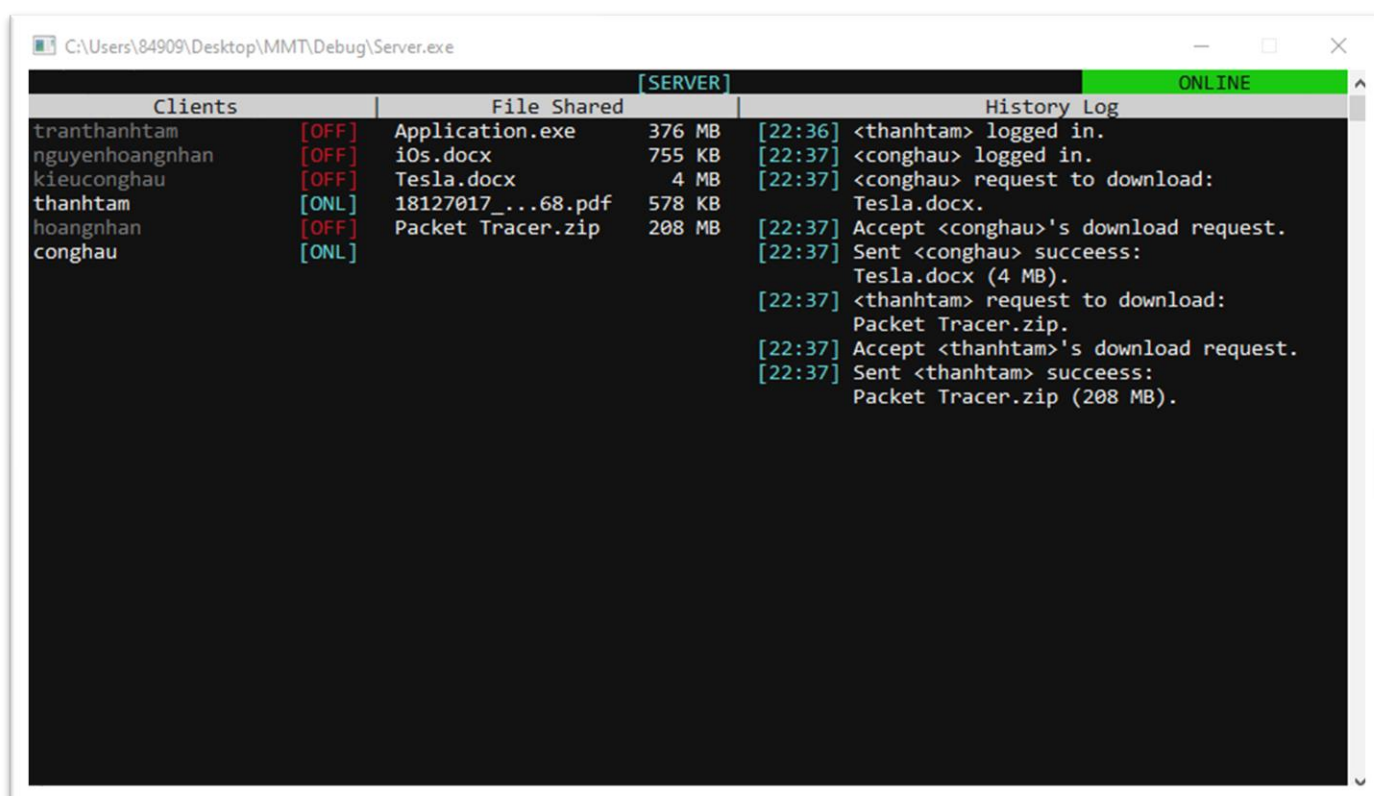 C:\Users\84909\Desktop\MMT\Debug\Server.exe
[SERVER] ONLINE
Clients | File Shared | History Log
tranthanhtam [OFF] Application.exe 376 MB [22:36] <thanhtam> logged in.
nguyenhoangnhan [OFF] iOs.docx 755 KB [22:37] <conghau> logged in.
kieuconghau [OFF] Tesla.docx 4 MB [22:37] <conghau> request to download:
thanhtam [ONL] 18127017_...68.pdf 578 KB Tesla.docx.
hoangnhan [OFF] Packet Tracer.zip 208 MB [22:37] Accept <conghau>'s download request.
conghau [ONL] [22:37] Sent <conghau> succeess:
Tesla.docx (4 MB).
[22:37] <thanhtam> request to download:
Packet Tracer.zip.
[22:37] Accept <thanhtam>'s download request.
[22:37] Sent <thanhtam> succeess:
Packet Tracer.zip (208 MB).